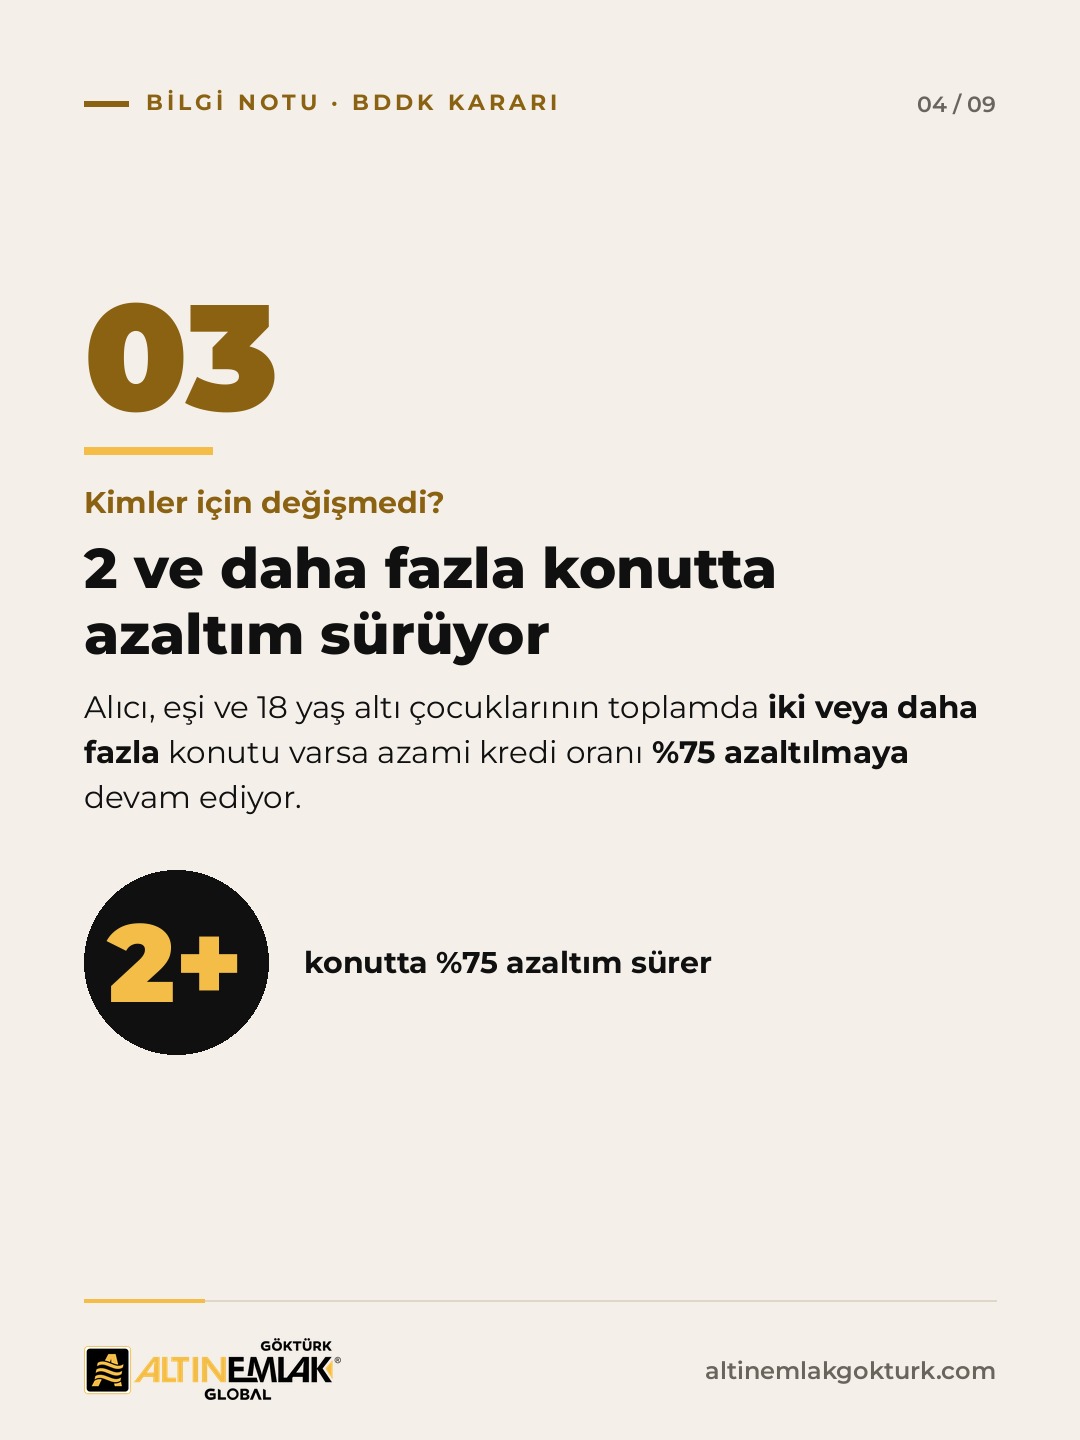 BİLGİ NOTU · BDDK KARARI
04 / 09
03
Kimler için değişmedi?
2 ve daha fazla konutta
azaltım sürüyor
Alıcı, eşi ve 18 yaş altı çocuklarının toplamda iki veya daha
fazla konutu varsa azami kredi oranı %75 azaltılmaya
devam ediyor.
2+
konutta %75 azaltım sürer
GÖKTÜRK
ALTINEMLAK®
GLOBAL
altinemlakgokturk.com